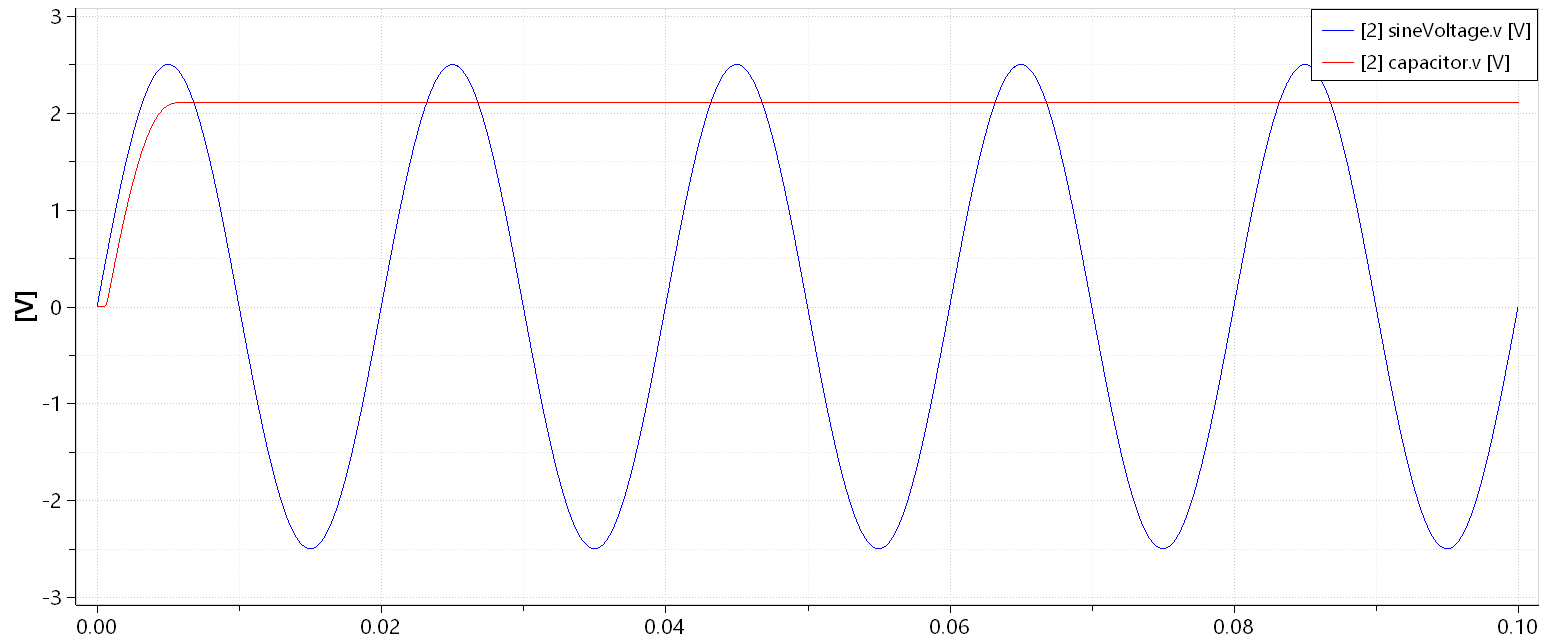 [2] sineVoltage.v [V]
[2] capacitor.v [V]
3
2
1
0
-1
-2
-3
[V]
0.00 0.02 0.04 0.06 0.08 0.10